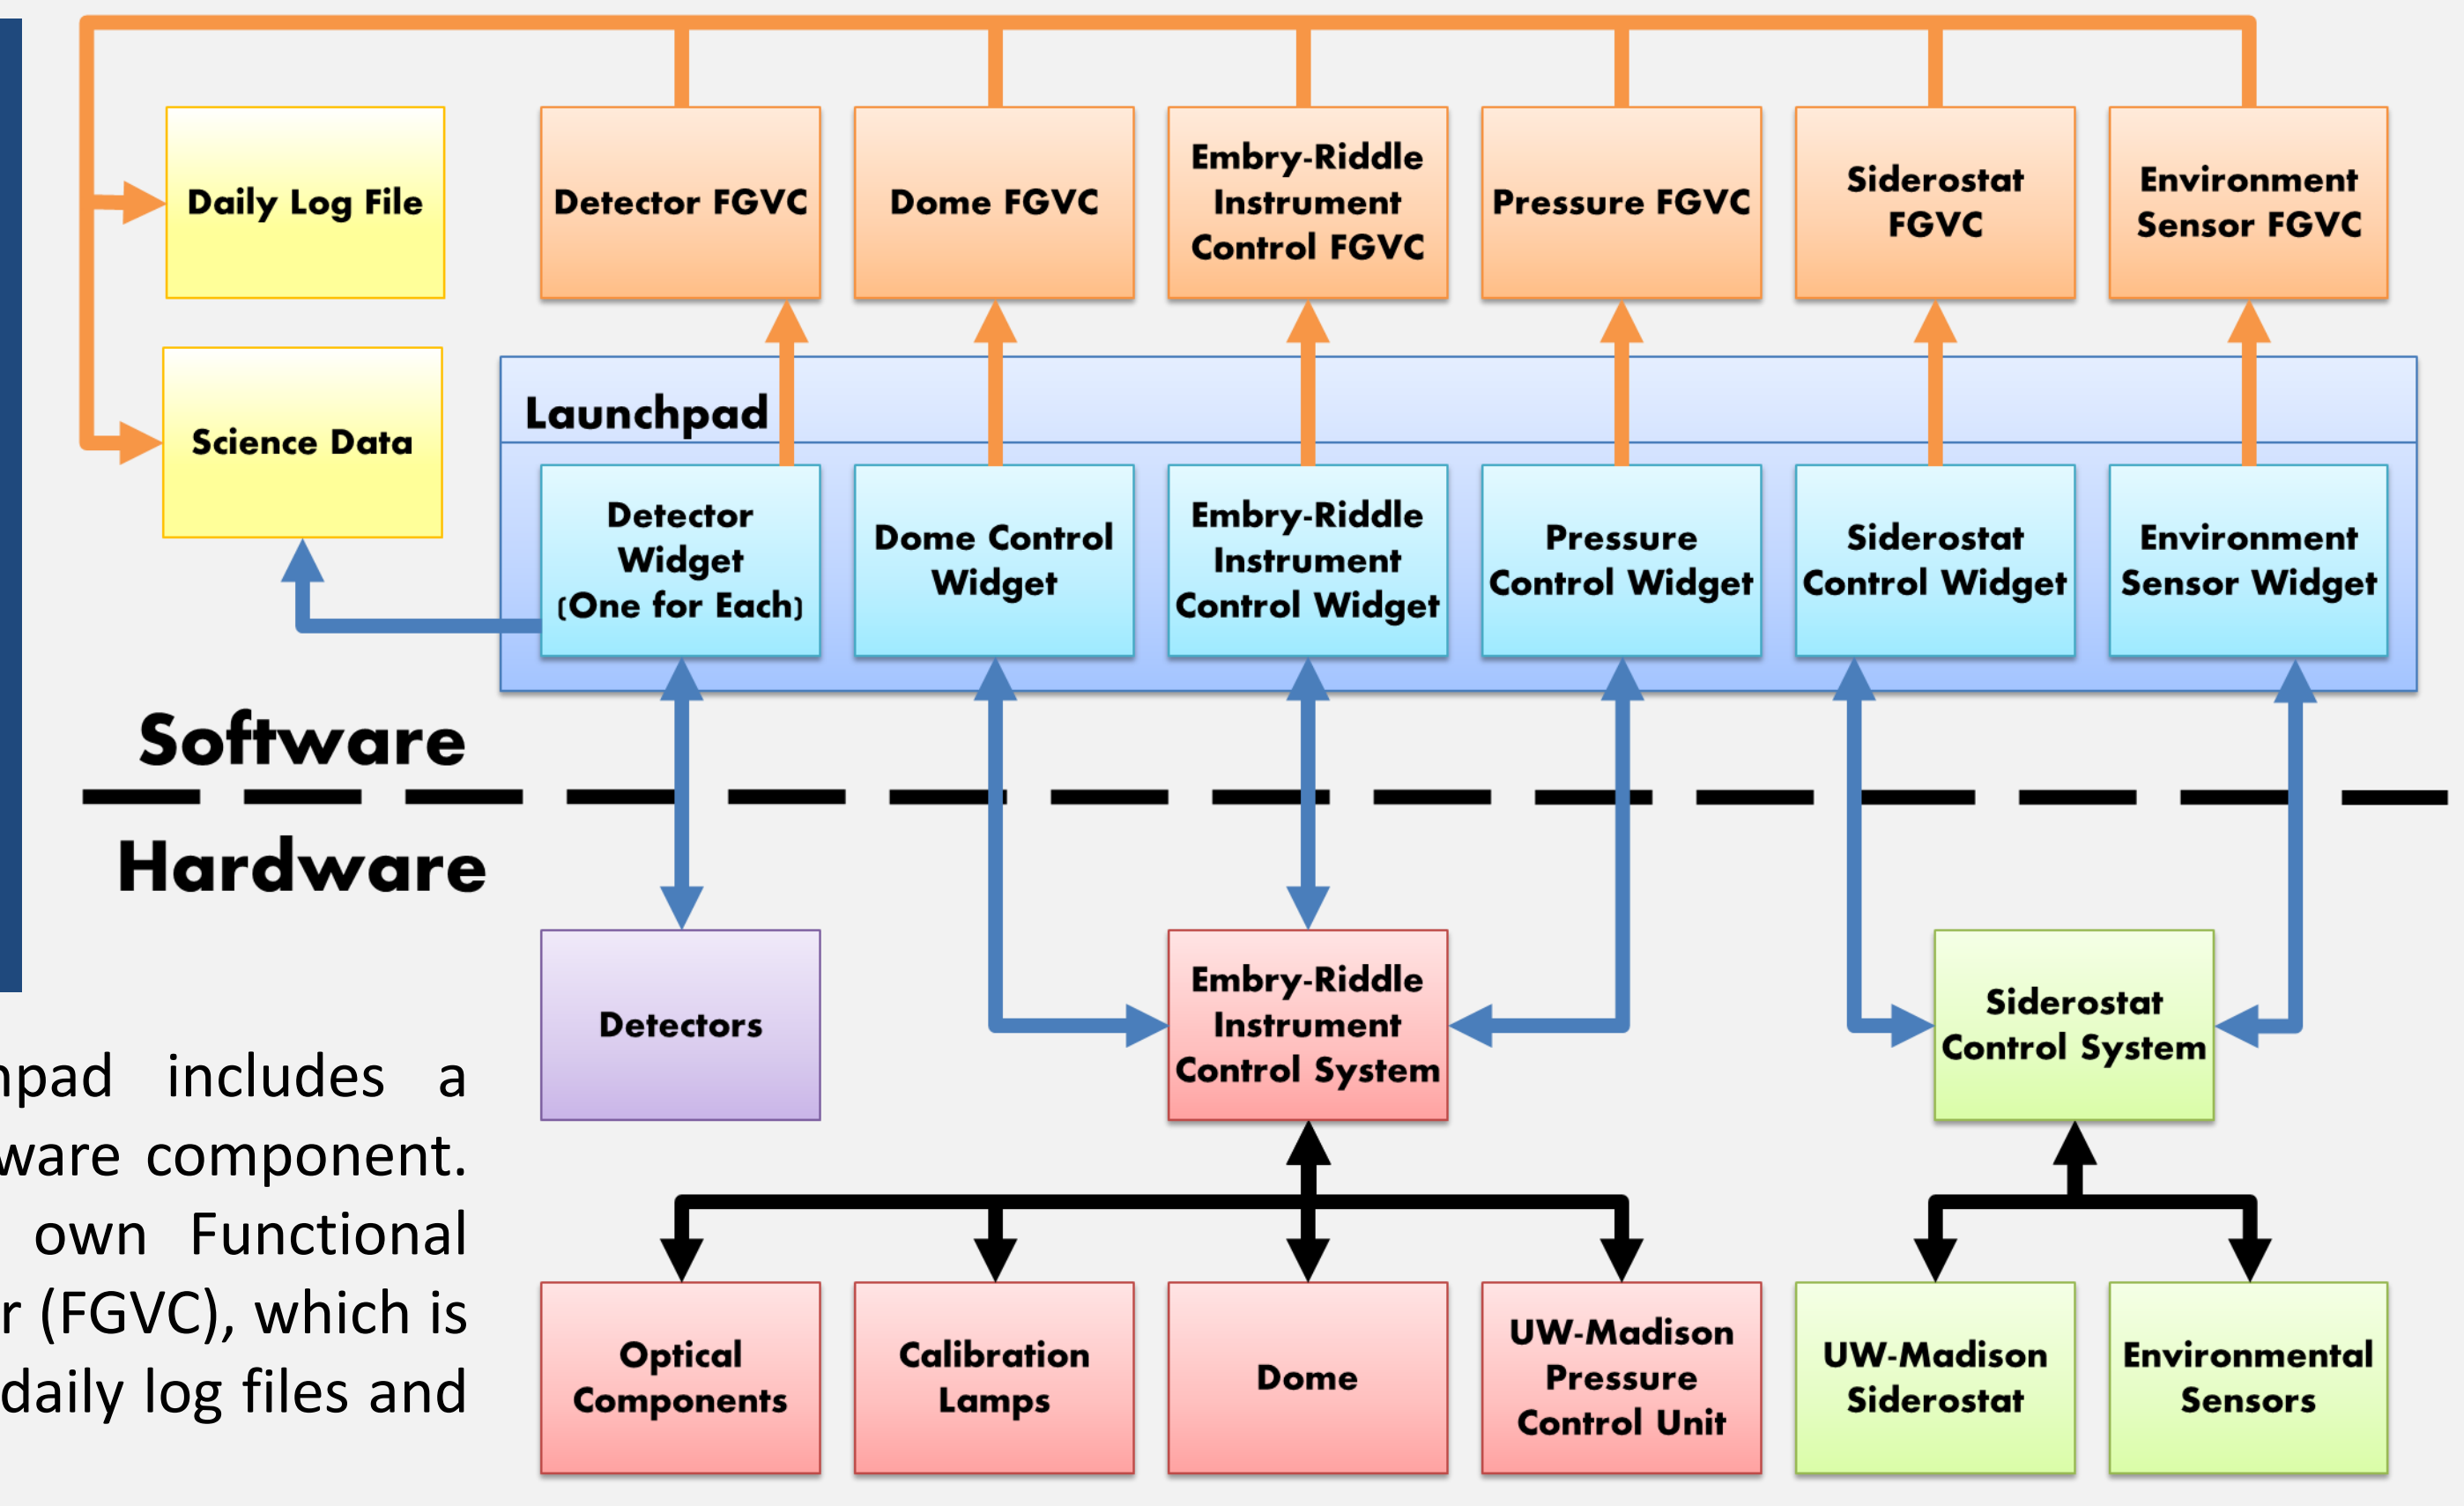 Daily Log File
Detector FGVC
Dome FGVC
Embry-Riddle
Instrument
Control FGVC
Pressure FGVC
Siderostat
FGVC
Environment
Sensor FGVC
Science Data
Launchpad
Detector
Widget
(One for Each)
Dome Control
Widget
Embry-Riddle
Instrument
Control Widget
Pressure
Control Widget
Siderostat
Control Widget
Environment
Sensor Widget
Software
Hardware
Detectors
Embry-Riddle
Instrument
Control System
Siderostat
Control System
includes a
component.
own Functional
(FGVC), which is
daily log files and
Optical
Components
Calibration
Lamps
Dome
UW-Madison
Pressure
Control Unit
UW-Madison
Siderostat
Environmental
Sensors